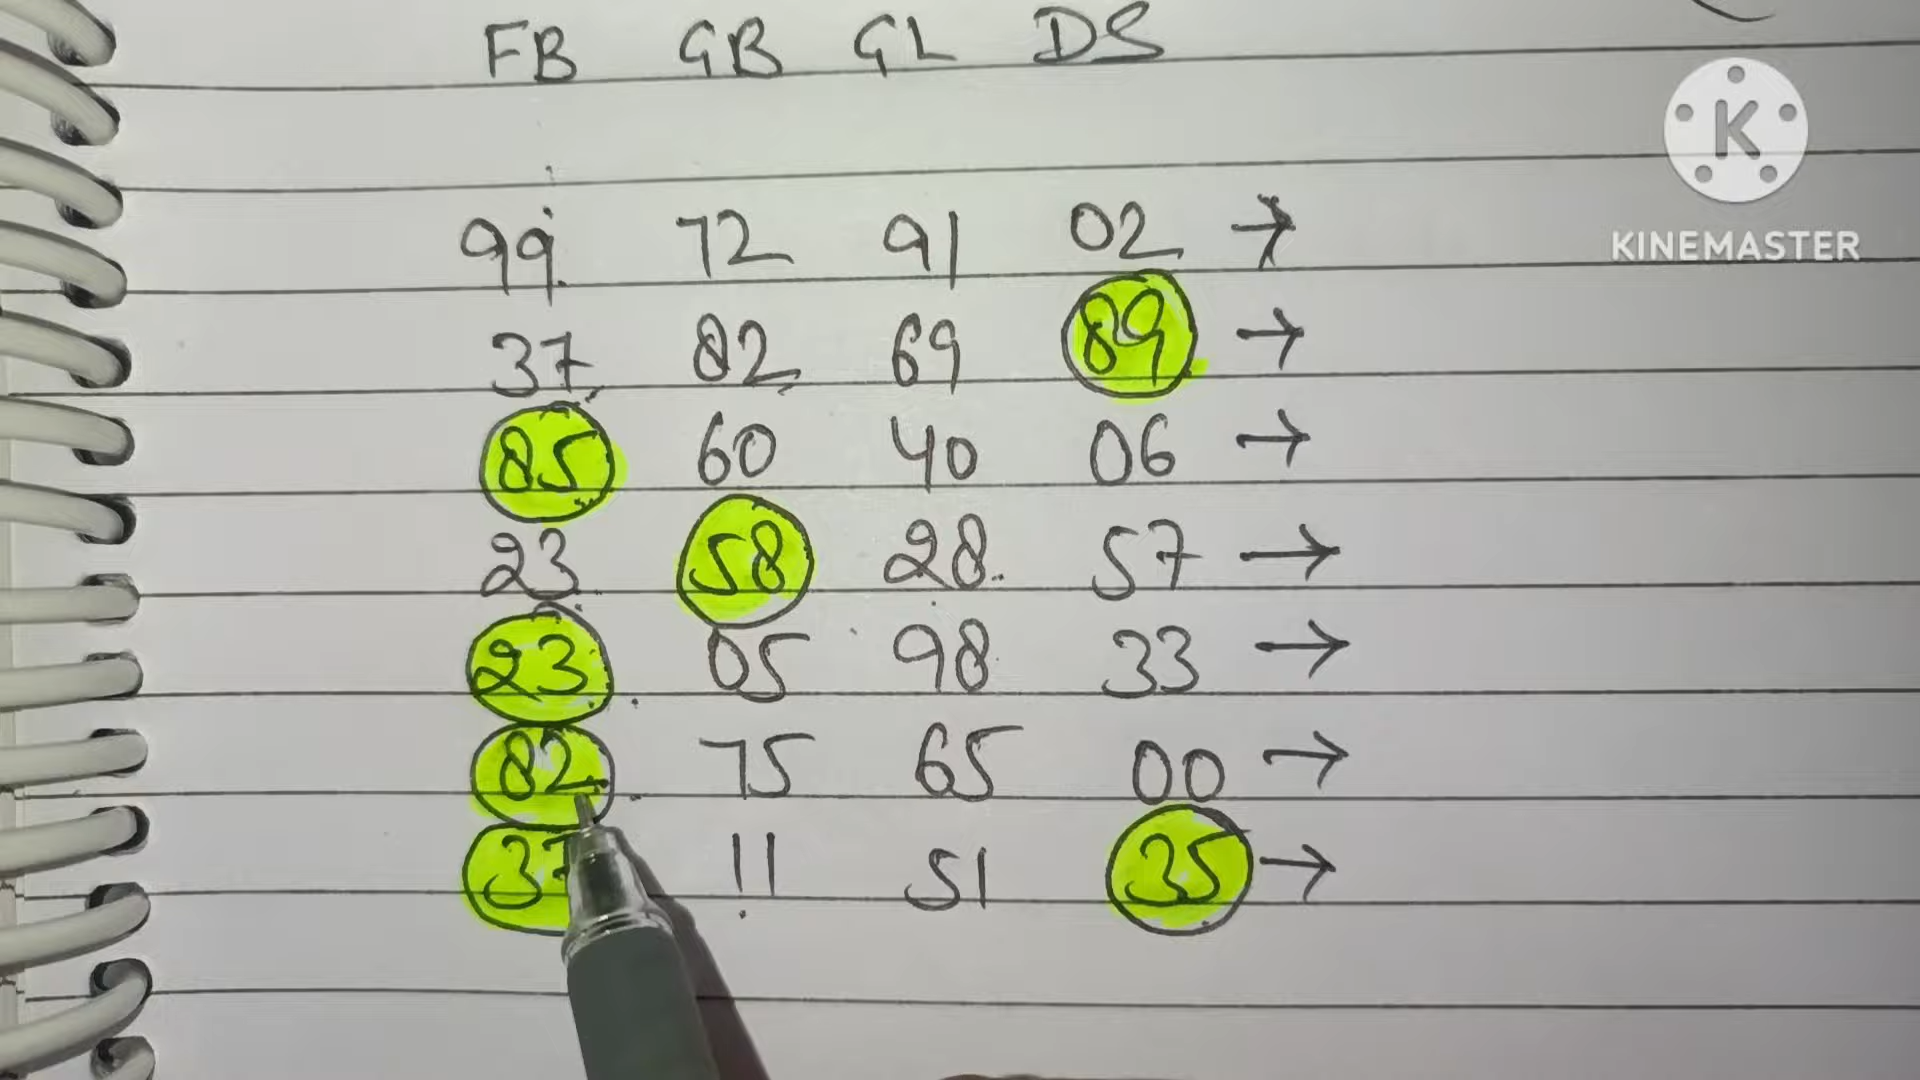 FB GB GL DS
K
KINEMASTER
99 72 91 02 →
37 82 69 89 →
85 60 40 06 →
23 58 28 57 →
23 05 98 33 →
82 75 65 00 →
37 11 51 35 →